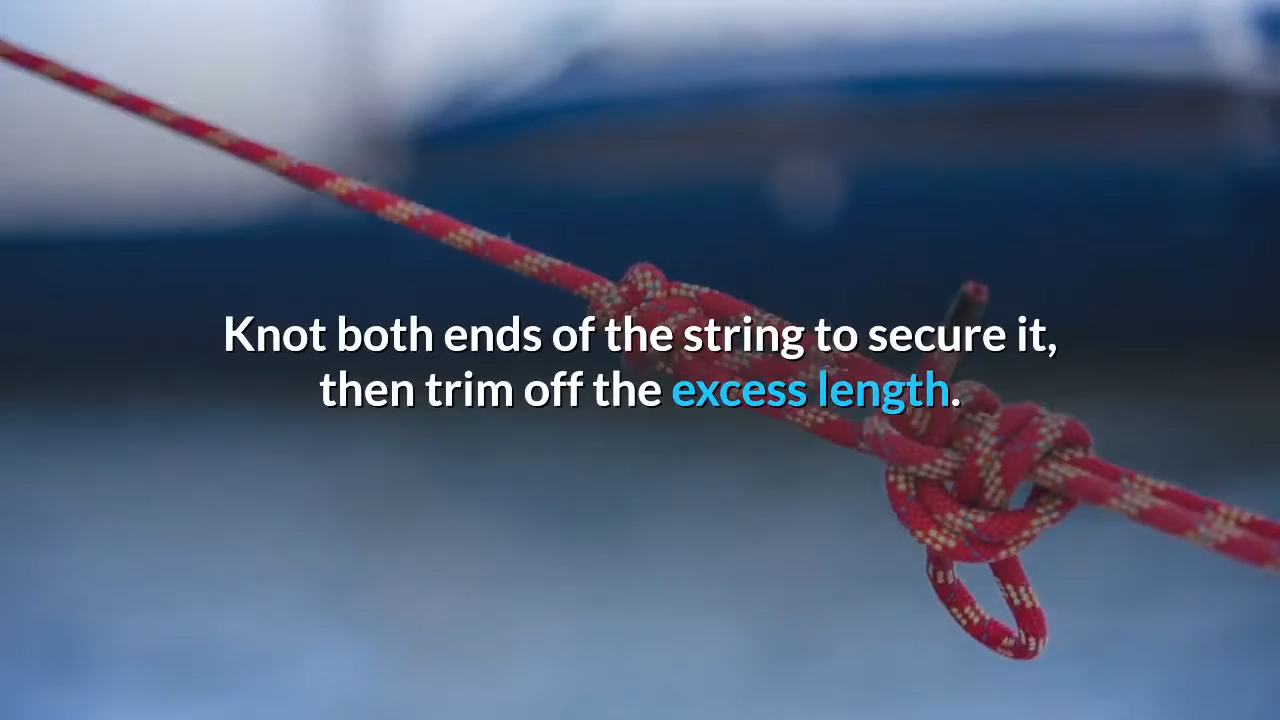 Knot both ends of the string to secure it,
then trim off the excess length.